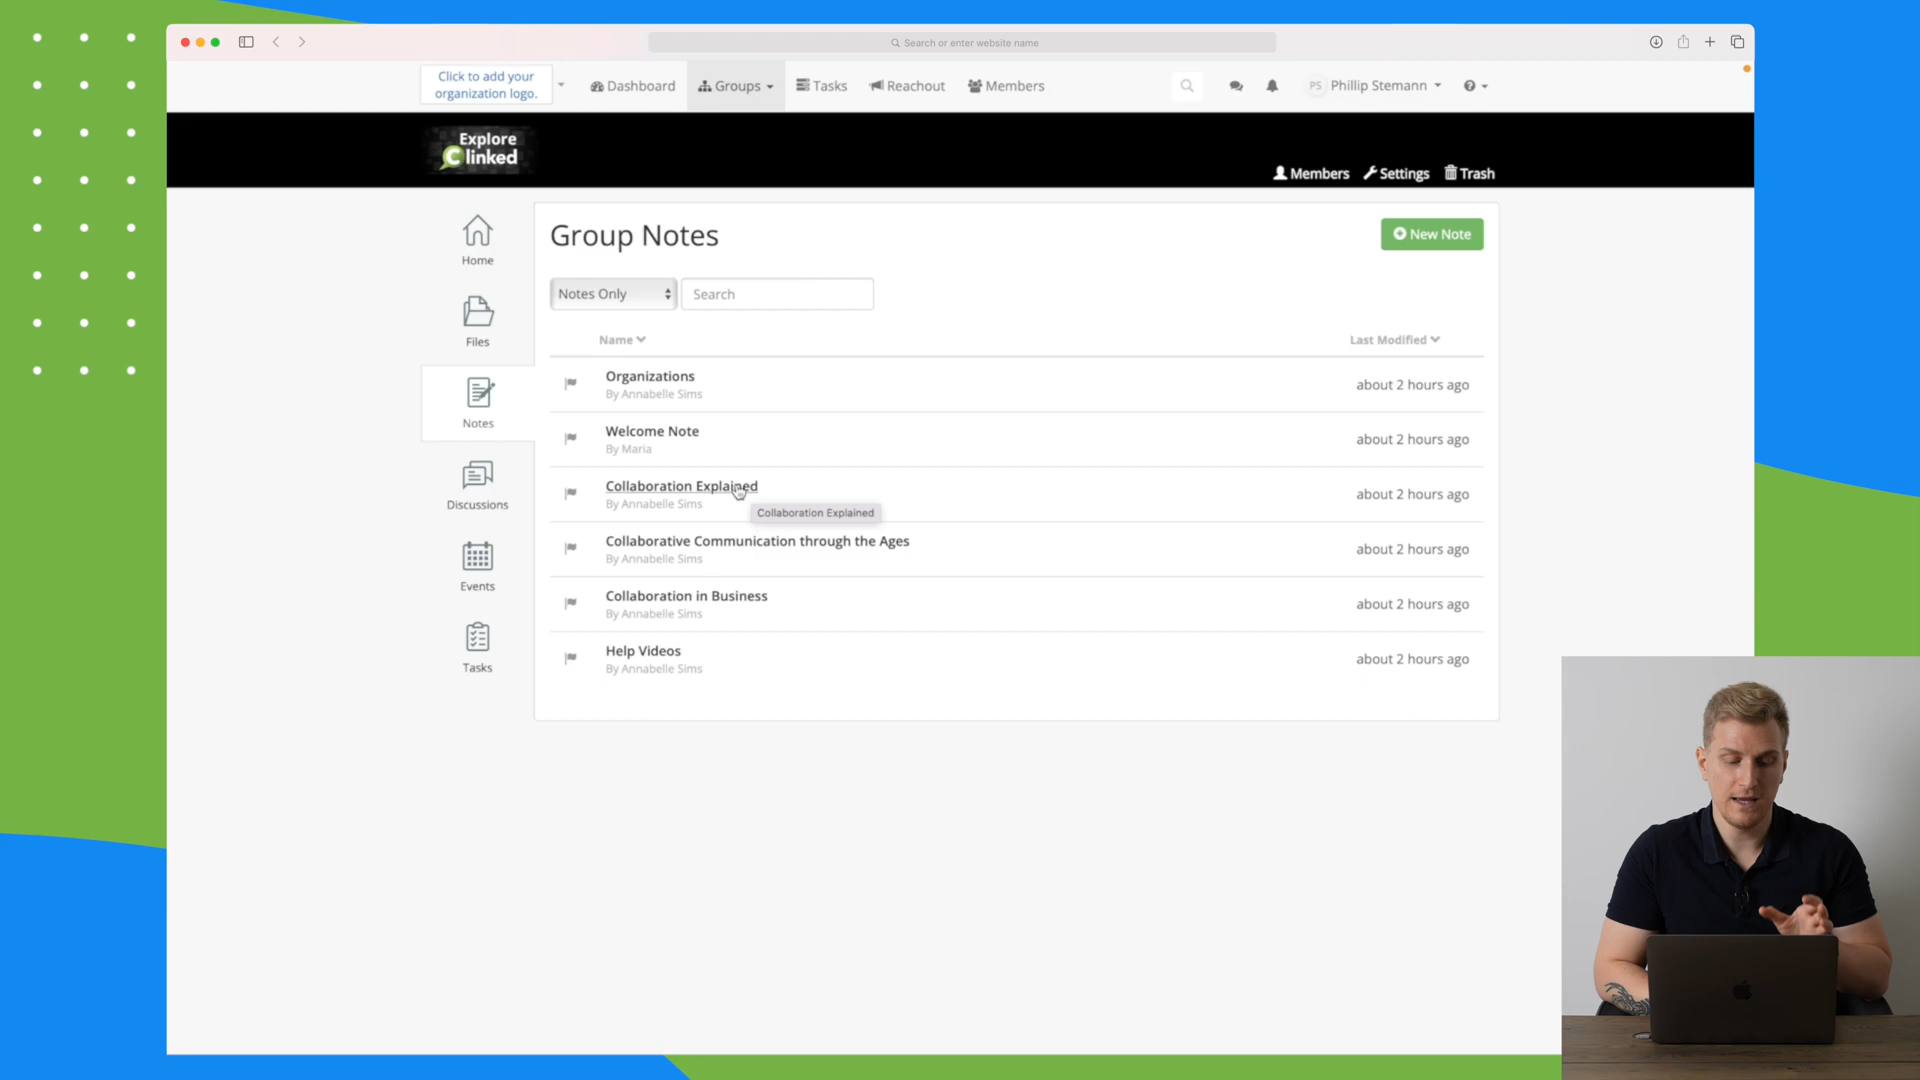 Search or enter website name
Click to add your
organization logo.
Dashboard
Groups
Tasks
Reachout
Members
PS Phillip Stemann
Explore
Clinked
Members
Settings
Trash
Home
Files
Notes
Discussions
Events
Tasks
Group Notes
New Note
Notes Only
Search
Name
Last Modified
Organizations
By Annabelle Sims
about 2 hours ago
Welcome Note
By Maria
about 2 hours ago
Collaboration Explained
By Annabelle Sims
about 2 hours ago
Collaboration Explained
Collaborative Communication through the Ages
By Annabelle Sims
about 2 hours ago
Collaboration in Business
By Annabelle Sims
about 2 hours ago
Help Videos
By Annabelle Sims
about 2 hours ago